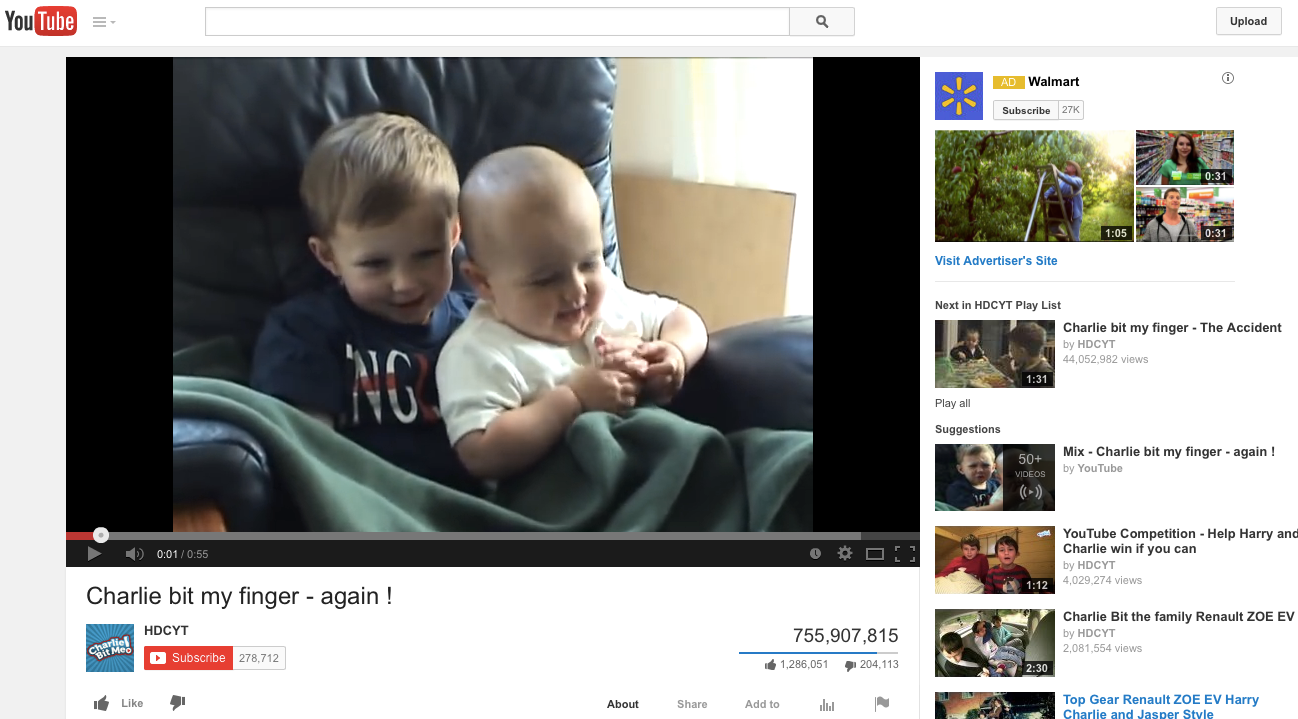 YouTube
Upload
NGL
0:01 / 0:55
Charlie bit my finger - again !
Charlie Bit Me!
HDCYT
Subscribe 278,712
755,907,815
1,286,051 204,113
Like
About Share Add to
AD Walmart
Subscribe 27K
1:05
0:31
0:31
Visit Advertiser's Site
Next in HDCYT Play List
1:31
Charlie bit my finger - The Accident
by HDCYT
44,052,982 views
Play all
Suggestions
50+
VIDEOS
Mix - Charlie bit my finger - again !
by YouTube
1:12
YouTube Competition - Help Harry and
Charlie win if you can
by HDCYT
4,029,274 views
2:30
Charlie Bit the family Renault ZOE EV
by HDCYT
2,081,554 views
Top Gear Renault ZOE EV Harry
Charlie and Jasper Style